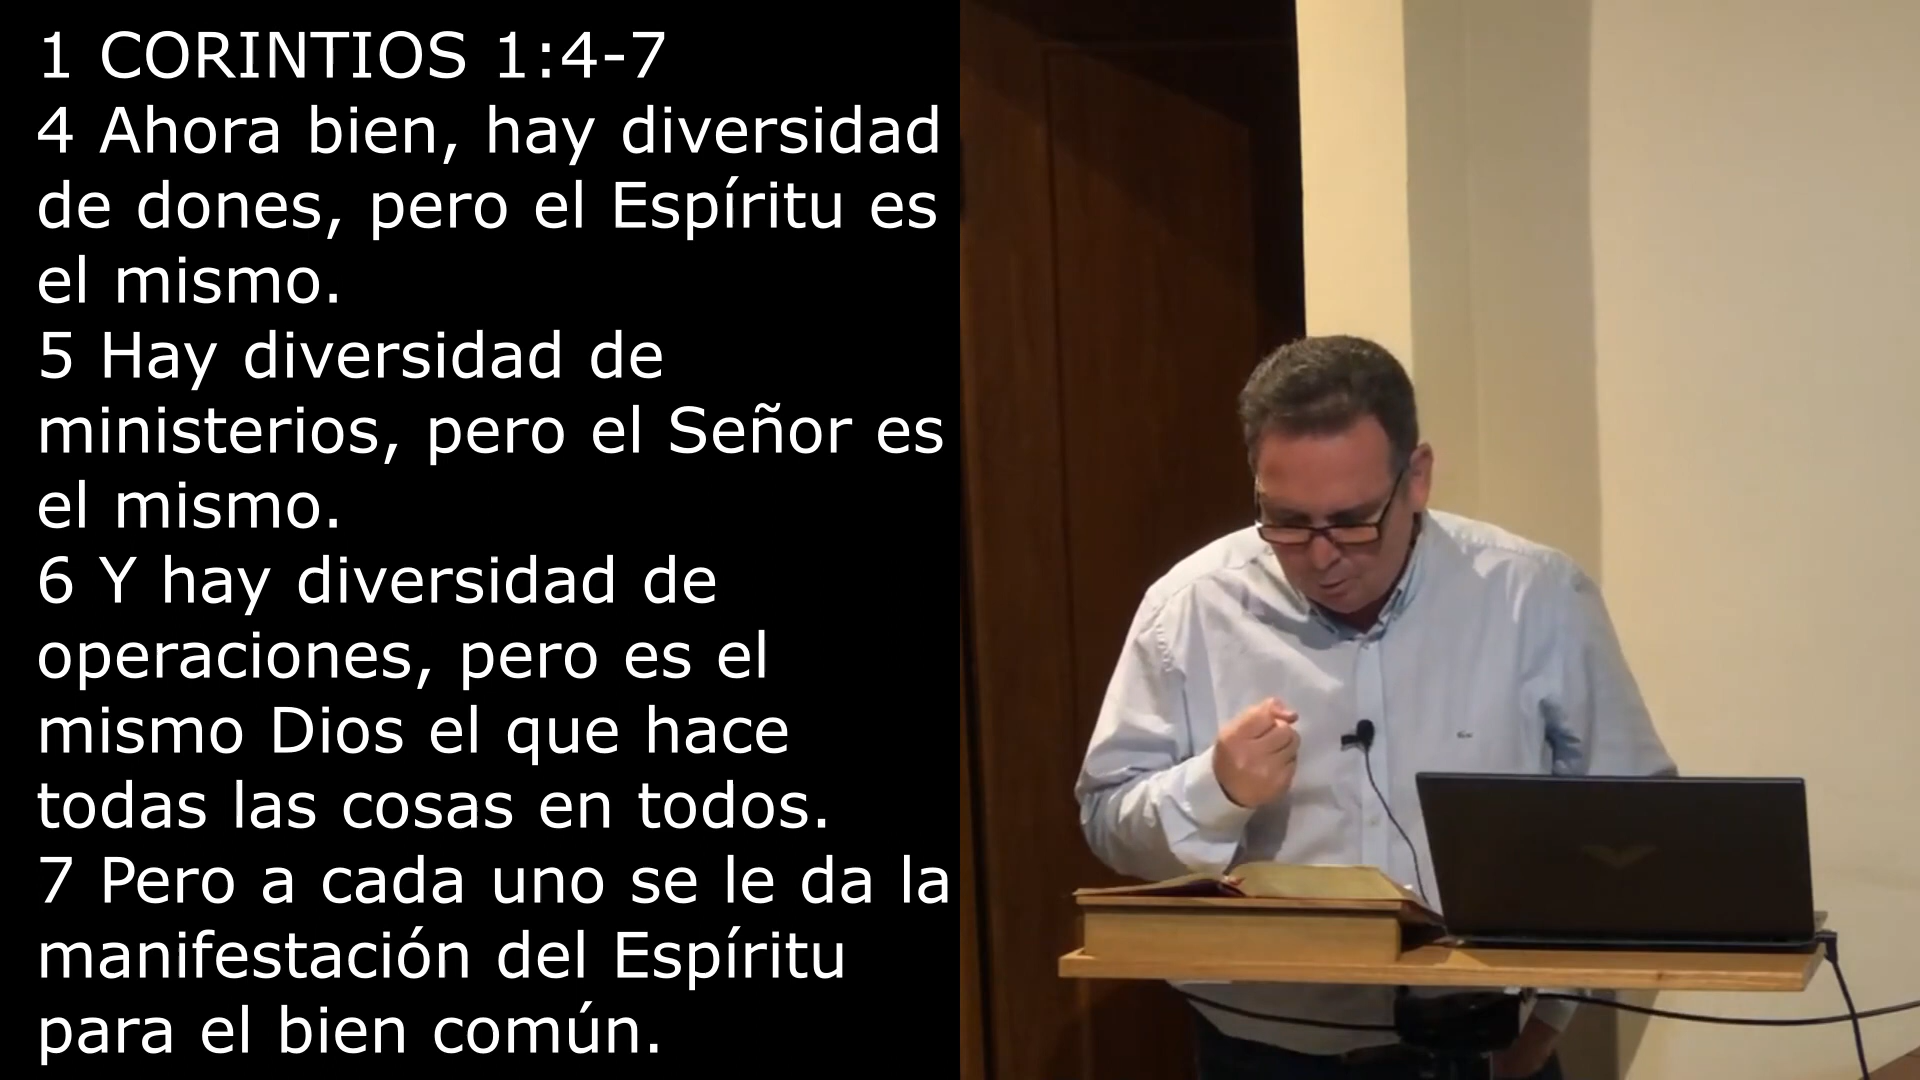 1 CORINTIOS 1:4-7
4 Ahora bien, hay diversidad
de dones, pero el Espíritu es
el mismo.
5 Hay diversidad de
ministerios, pero el Señor es
el mismo.
6 Y hay diversidad de
operaciones, pero es el
mismo Dios el que hace
todas las cosas en todos.
7 Pero a cada uno se le da la
manifestación del Espíritu
para el bien común.